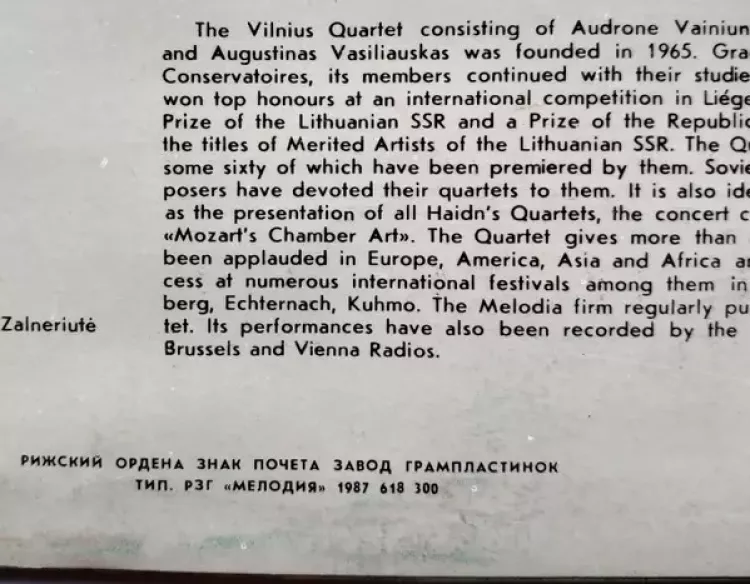 The Vilnius Quartet consisting of Audrone Vainiun
and Augustinas Vasiliauskas was founded in 1965. Gra
Conservatoires, its members continued with their studie
won top honours at an international competition in Liége
Prize of the Lithuanian SSR and a Prize of the Republic
the titles of Merited Artists of the Lithuanian SSR. The Qu
some sixty of which have been premiered by them. Sovie
posers have devoted their quartets to them. It is also ide
as the presentation of all Haidn's Quartets, the concert c
«Mozart's Chamber Art». The Quartet gives more than
been applauded in Europe, America, Asia and Africa an
cess at numerous international festivals among them in
berg, Echternach, Kuhmo. The Melodia firm regularly pu
Zalneriutė
tet. Its performances have also been recorded by the
Brussels and Vienna Radios.
РИЖСКИЙ ОРДЕНА ЗНАК ПОЧЕТА ЗАВОД ГРАМПЛАСТИНОК
ТИП. РЗГ «МЕЛОДИЯ» 1987 618 300